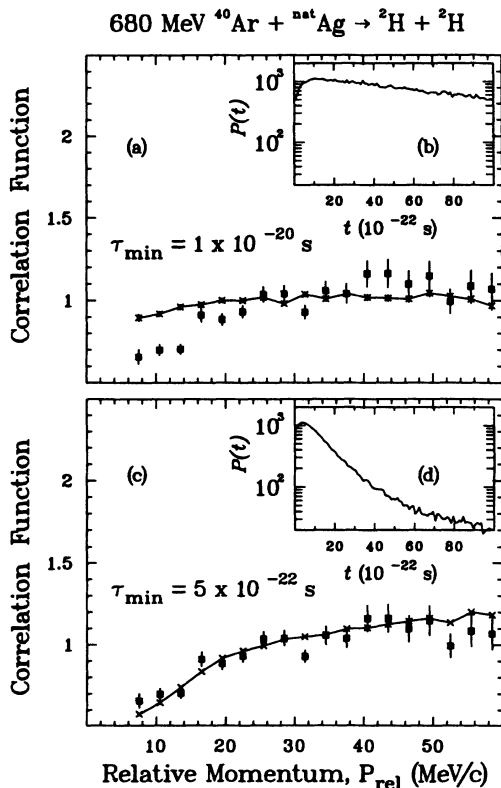 680 MeV ⁴⁰Ar + ⁿᵃᵗAg → ²H + ²H
Correlation Function
2
1.5
1
(a)
τmin = 1 x 10 ⁻²⁰ s
P(t)
10³
10²
(b)
20 40 60 80
t (10 ⁻²² s)
Correlation Function
2
1.5
1
(c)
τmin = 5 x 10 ⁻²² s
P(t)
10³
10²
(d)
20 40 60 80
t (10 ⁻²² s)
10 20 30 40 50
Relative Momentum, Prel (MeV/c)